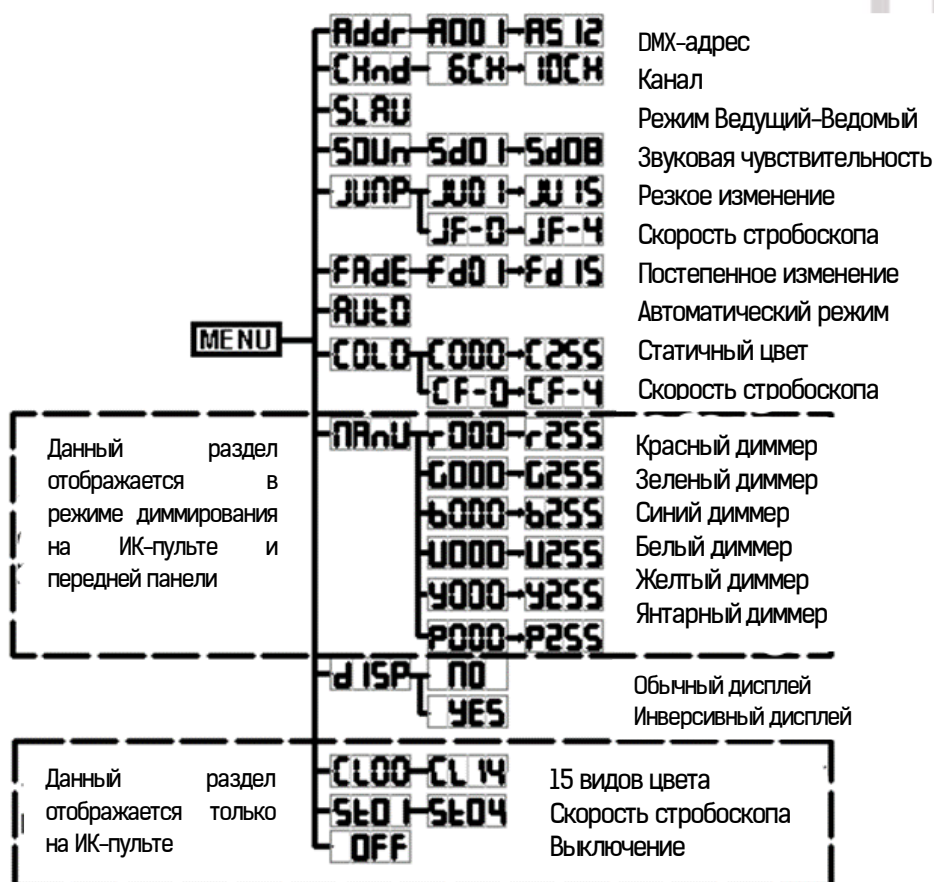 Addr A001 A512 DMX-адрес
CHnd 6CH 10CH Канал
SLAU Режим Ведущий-Ведомый
SOUn Sd01 Sd08 Звуковая чувствительность
JUMP JU01 JU15 Резкое изменение
JF-0 JF-4 Скорость стробоскопа
FAdE Fd01 Fd15 Постепенное изменение
AUtO Автоматический режим
MENU
COLO C000 C255 Статичный цвет
CF-0 CF-4 Скорость стробоскопа
Данный раздел
отображается в
режиме диммирования
на ИК-пульте и
передней панели
MAnU r000 r255 Красный диммер
G000 G255 Зеленый диммер
b000 b255 Синий диммер
U000 U255 Белый диммер
y000 y255 Желтый диммер
P000 P255 Янтарный диммер
dISP NO Обычный дисплей
YES Инверсивный дисплей
Данный раздел
отображается только
на ИК-пульте
CL00 CL14 15 видов цвета
St01 St04 Скорость стробоскопа
OFF Выключение